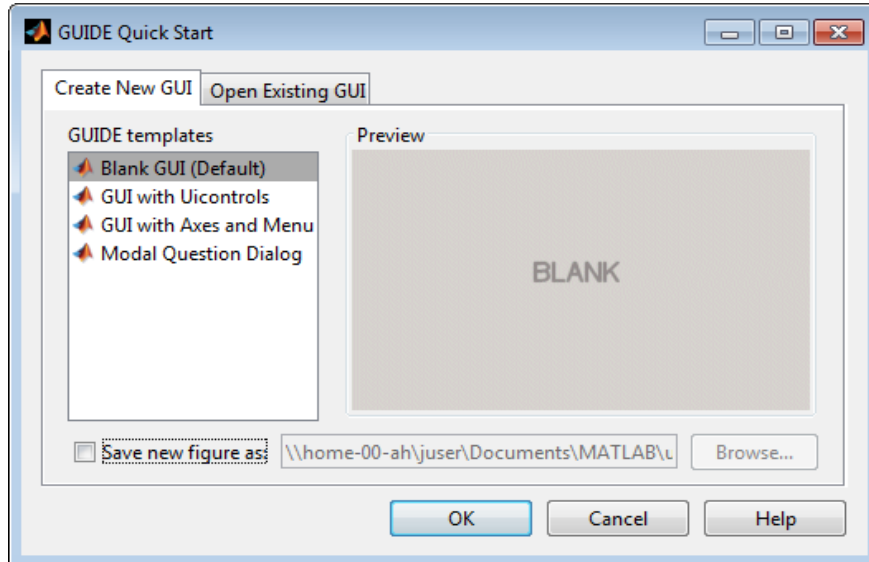 GUIDE Quick Start
Create New GUI
Open Existing GUI
GUIDE templates
Blank GUI (Default)
GUI with Uicontrols
GUI with Axes and Menu
Modal Question Dialog
Preview
BLANK
Save new figure as:
\\home-00-ah\juser\Documents\MATLAB\u
Browse...
OK
Cancel
Help